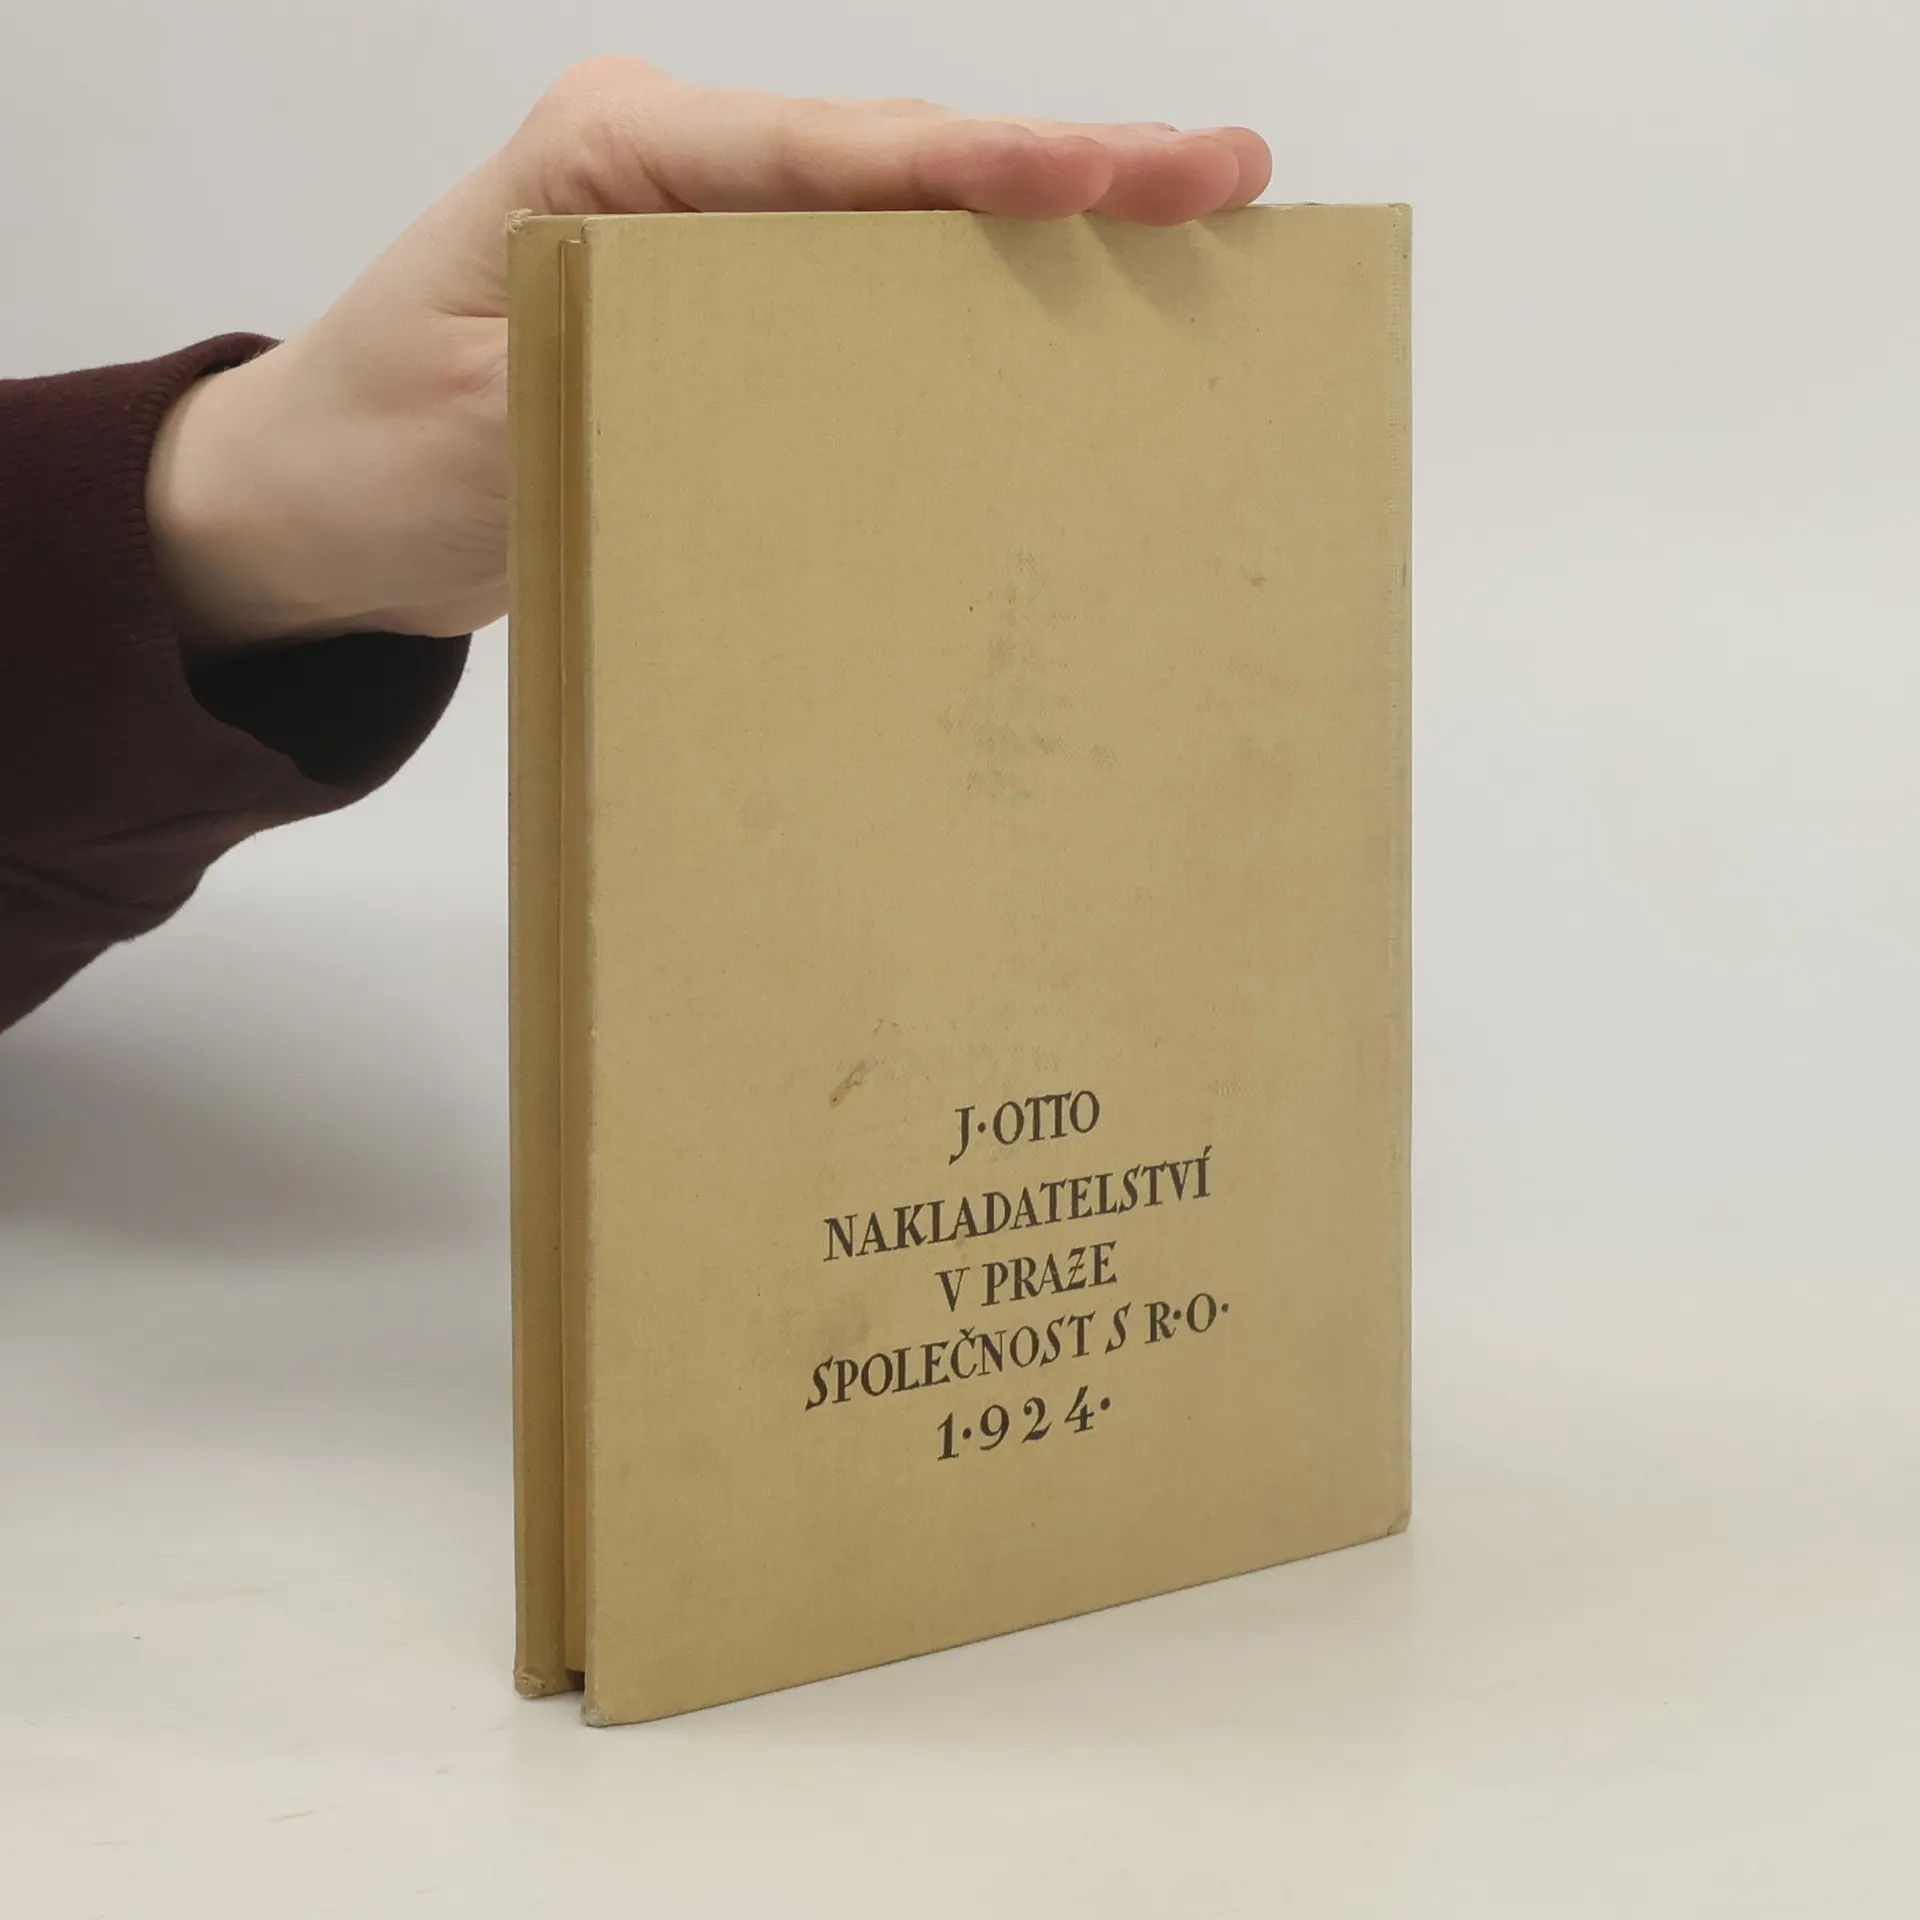 J·OTTO
NAKLADATELSTVÍ
V PRAZE
SPOLEČNOST S R·O·
1·924·